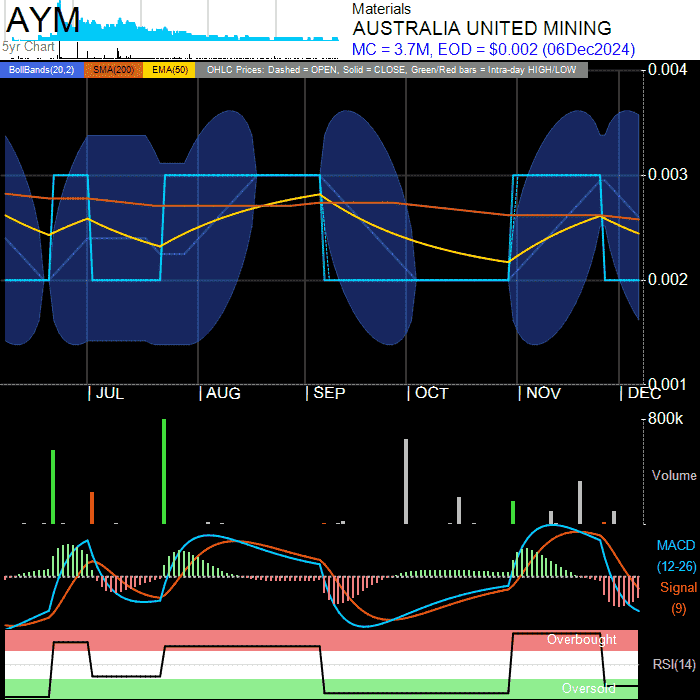 AYM
5yr Chart
Materials
AUSTRALIA UNITED MINING
MC = 3.7M, EOD = $0.002 (06Dec2024)
BollBands(20,2) SMA(200) EMA(50) OHLC Prices: Dashed = OPEN, Solid = CLOSE, Green/Red bars = Intra-day HIGH/LOW
0.004
0.003
0.002
0.001
| JUL | AUG | SEP | OCT | NOV | DEC
800k
Volume
MACD
(12-26)
Signal
(9)
Overbought
RSI(14)
Oversold